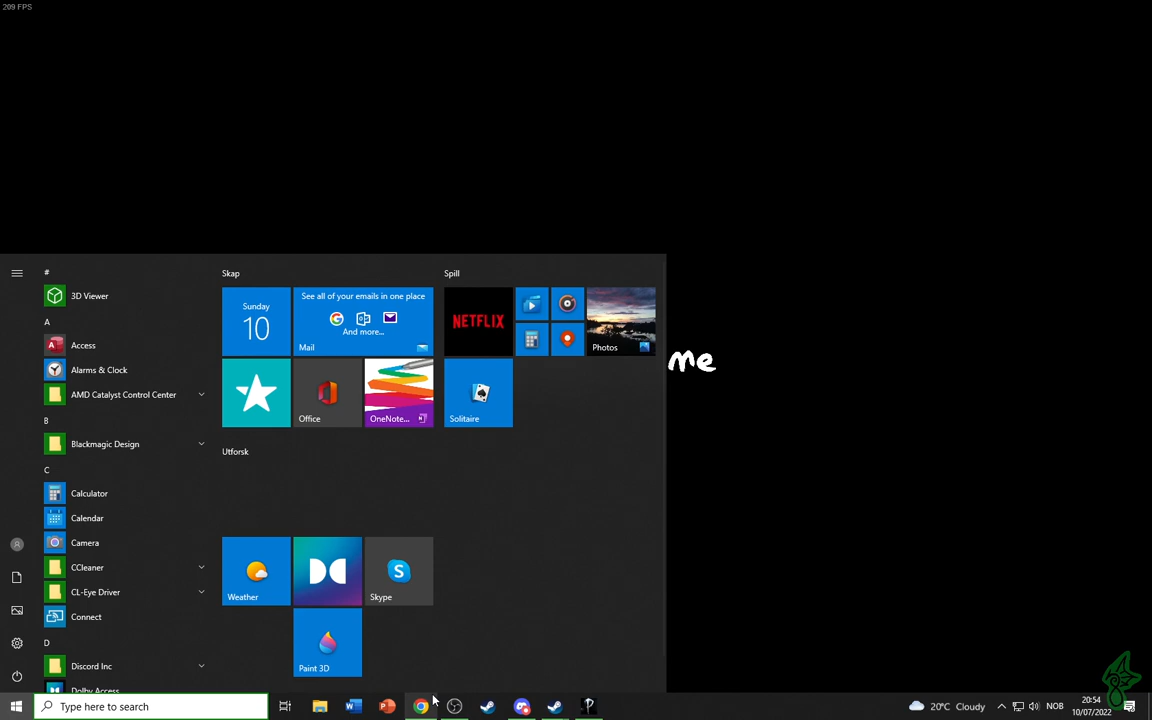 209 FPS
#
3D Viewer
A
Access
Alarms & Clock
AMD Catalyst Control Center
B
Blackmagic Design
C
Calculator
Calendar
Camera
CCleaner
CL-Eye Driver
Connect
D
Discord Inc
Dolby Access
Skap
Sunday
10
See all of your emails in one place
And more...
Mail
Office
OneNote...
Utforsk
Weather
Skype
Paint 3D
Spill
NETFLIX
Photos
Solitaire
me
Type here to search
20°C Cloudy
NOB
20:54
10/07/2022